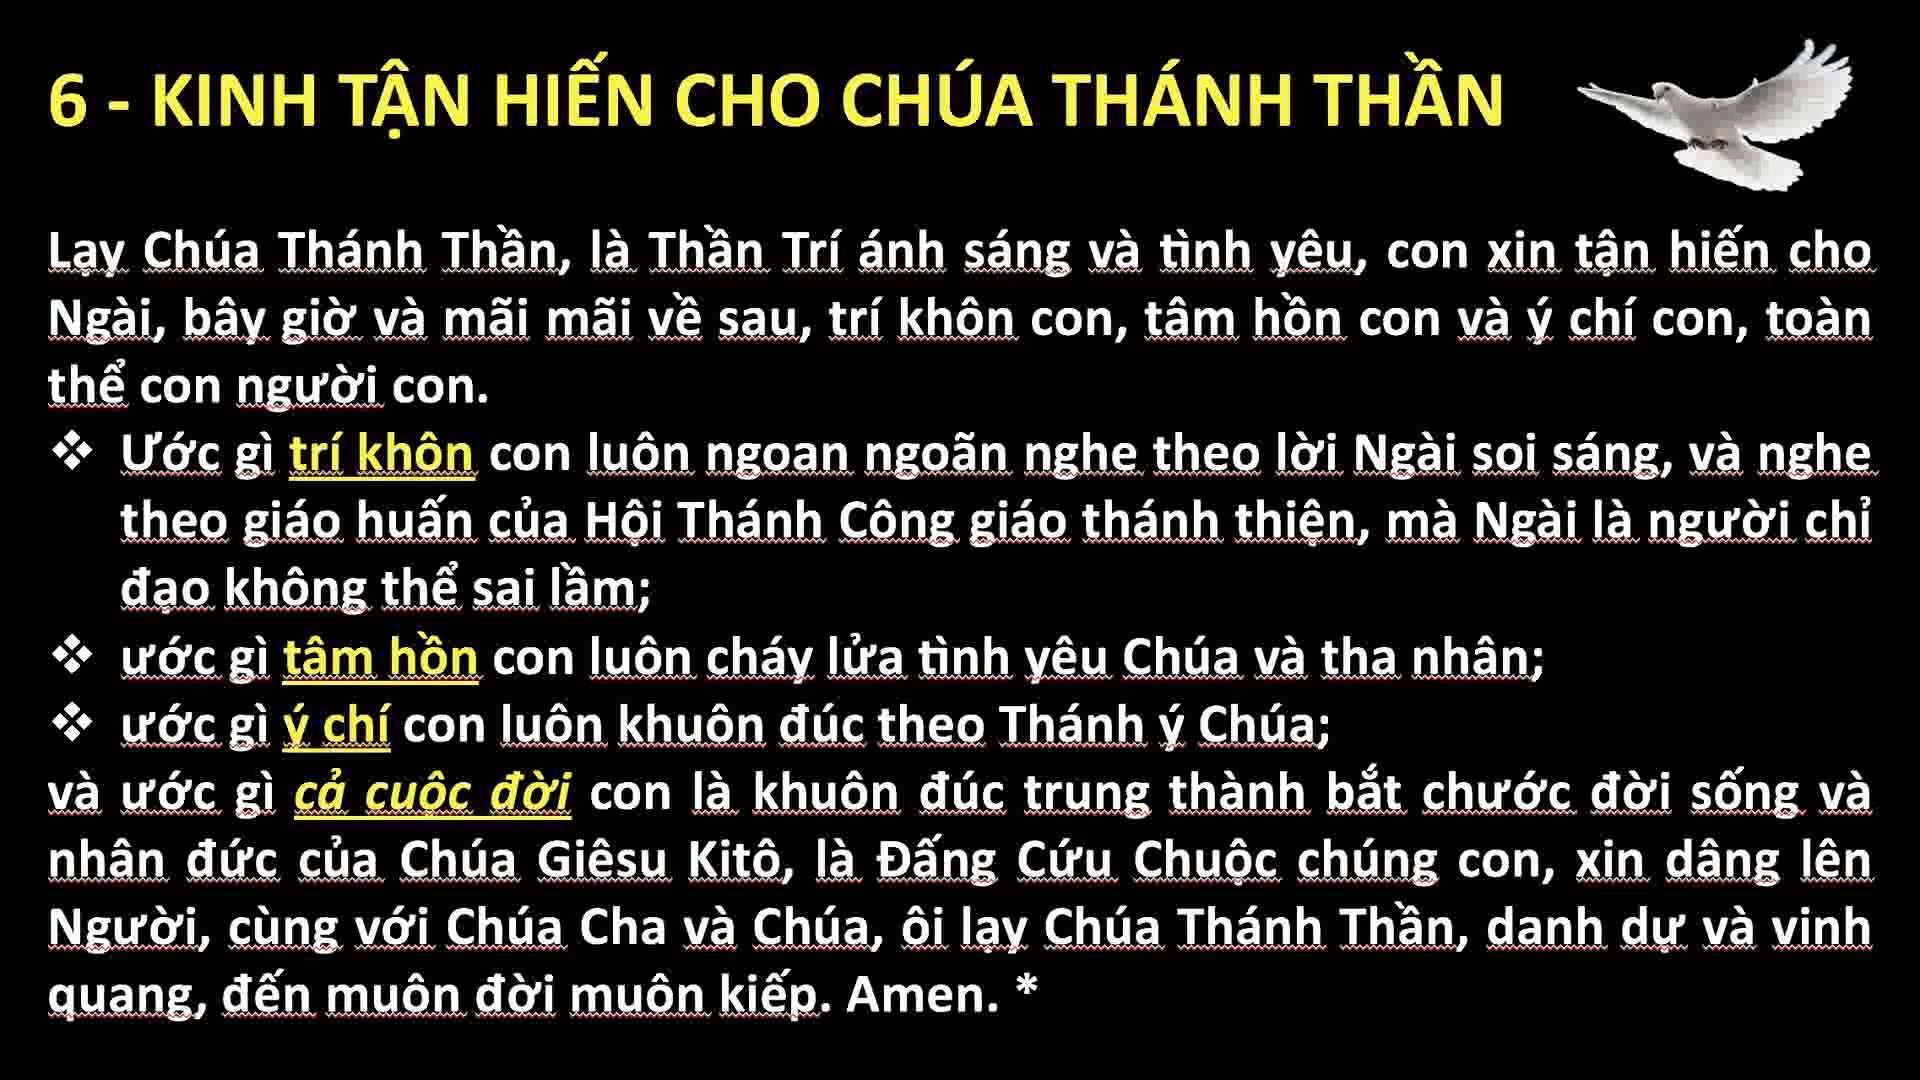 6 - KINH TẬN HIẾN CHO CHÚA THÁNH THẦN
Lạy Chúa Thánh Thần, là Thần Trí ánh sáng và tình yêu, con xin tận hiến cho
Ngài, bây giờ và mãi mãi về sau, trí khôn con, tâm hồn con và ý chí con, toàn
thể con người con.
❖ Ước gì trí khôn con luôn ngoan ngoãn nghe theo lời Ngài soi sáng, và nghe
theo giáo huấn của Hội Thánh Công giáo thánh thiện, mà Ngài là người chỉ
đạo không thể sai lầm;
❖ ước gì tâm hồn con luôn cháy lửa tình yêu Chúa và tha nhân;
❖ ước gì ý chí con luôn khuôn đúc theo Thánh ý Chúa;
và ước gì cả cuộc đời con là khuôn đúc trung thành bắt chước đời sống và
nhân đức của Chúa Giêsu Kitô, là Đấng Cứu Chuộc chúng con, xin dâng lên
Người, cùng với Chúa Cha và Chúa, ôi lạy Chúa Thánh Thần, danh dự và vinh
quang, đến muôn đời muôn kiếp. Amen. *